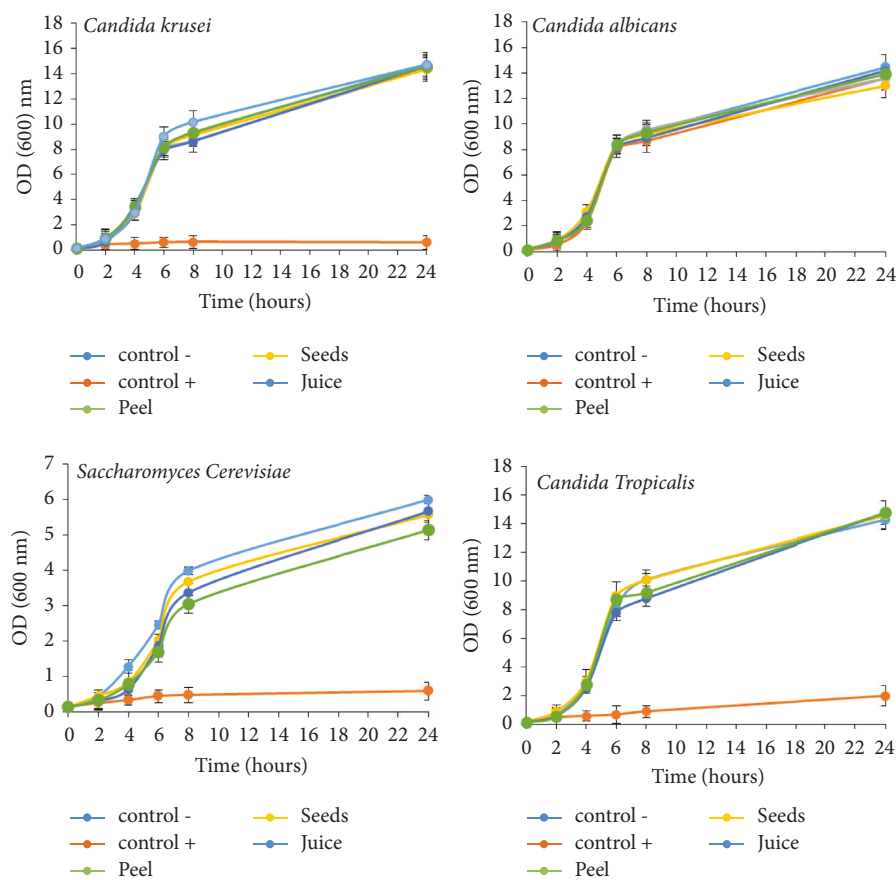 Candida krusei
OD (600) nm
18
16
14
12
10
8
6
4
2
0
0 2 4 6 8 10 12 14 16 18 20 22 24
Time (hours)
control -
Seeds
control +
Juice
Peel
Candida albicans
OD (600 nm)
18
16
14
12
10
8
6
4
2
0
0 2 4 6 8 10 12 14 16 18 20 22 24
Time (hours)
control -
Seeds
control +
Juice
Peel
Saccharomyces Cerevisiae
OD (600 nm)
7
6
5
4
3
2
1
0
0 2 4 6 8 10 12 14 16 18 20 22 24
Time (hours)
control -
Seeds
control +
Juice
Peel
Candida Tropicalis
OD (600 nm)
18
16
14
12
10
8
6
4
2
0
0 2 4 6 8 10 12 14 16 18 20 22 24
Time (hours)
control -
Seeds
control +
Juice
Peel